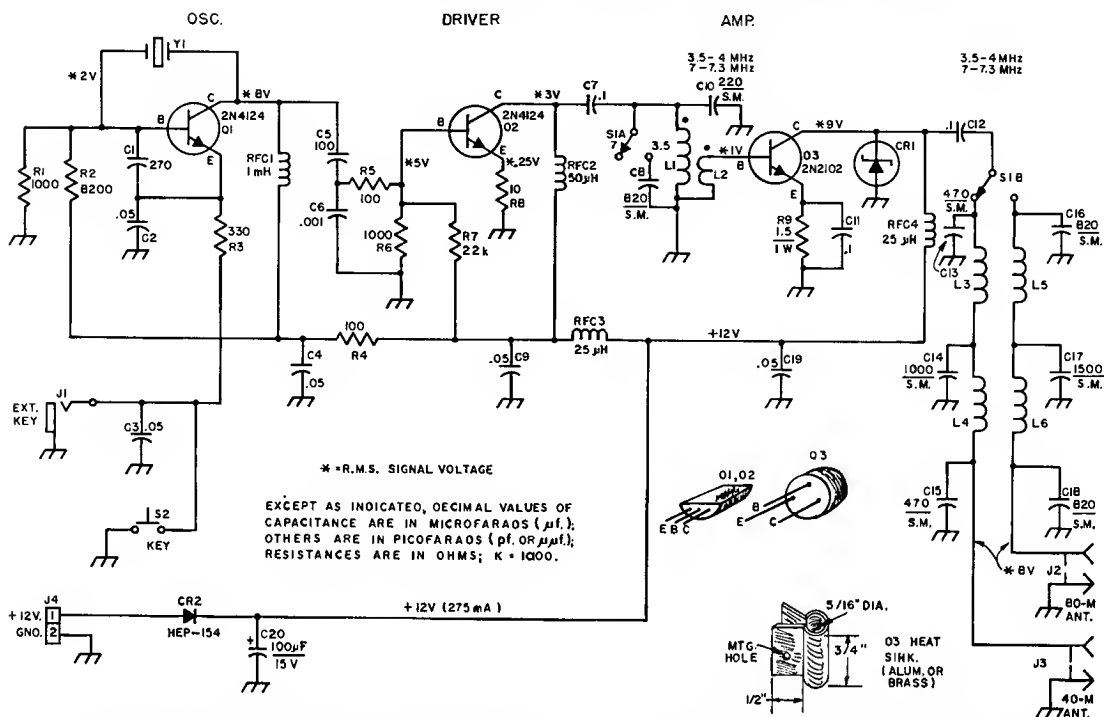 OSC.
DRIVER
AMP.
Y1
*2V
*8V
C
B
2N4124
Q1
E
R1
1000
R2
8200
C1
270
.05
C2
330
R3
RFC1
1mH
C5
100
R5
100
C6
.001
*5V
1000
R6
R7
22k
B
C
2N4124
Q2
E
*.25V
10
R8
*3V
RFC2
50µH
C7
.1
S1A
7
3.5
C8
820
S.M.
L1
L2
3.5-4 MHz
7-7.3 MHz
C10
220
S.M.
*1V
B
C
E
Q3
2N2102
*9V
R9
1.5
1 W
C11
.1
CR1
RFC4
25 µH
3.5-4 MHz
7-7.3 MHz
.1
C12
S1B
470
S.M.
C13
C16
820
S.M.
L3
L5
C14
1000
S.M.
C17
1500
S.M.
L4
L6
C15
470
S.M.
C18
820
S.M.
*8V
J2
80-M
ANT.
J3
40-M
ANT.
100
R4
C4
.05
.05
C9
RFC3
25 µH
+12V
.05
C19
J1
EXT.
KEY
C3
.05
S2
KEY
* = R.M.S. SIGNAL VOLTAGE
EXCEPT AS INDICATED, DECIMAL VALUES OF
CAPACITANCE ARE IN MICROFARAOS (µf.);
OTHERS ARE IN PICOFARAOS (pf. OR µµf.);
RESISTANCES ARE IN OHMS; K = 1000.
Q1,Q2
E B C
Q3
B
E
C
J4
+12V.
1
GNO.
2
CR2
HEP-154
+
C20
100µF
15V
+12V (275mA)
5/16" DIA.
MTG.
HOLE
3/4"
1/2"
Q3 HEAT
SINK.
(ALUM. OR
BRASS)